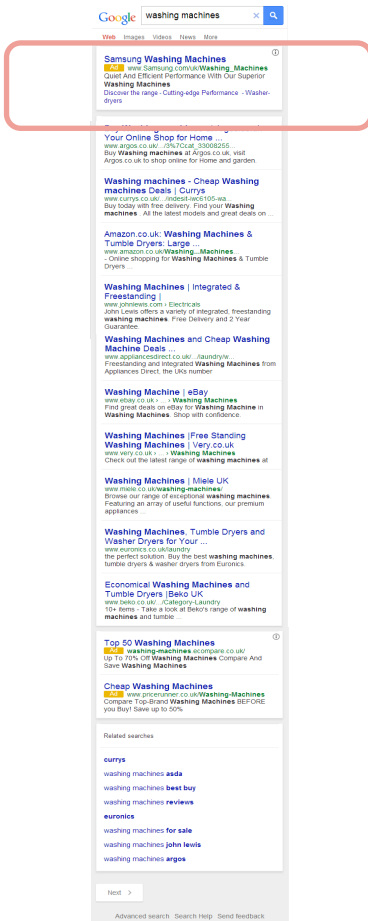 Google
washing machines
Web Images Videos News More
Samsung Washing Machines
Ad www.Samsung.com/uk/Washing_Machines
Quiet And Efficient Performance With Our Superior
Washing Machines
Discover the range - Cutting-edge Performance - Washer-
dryers
Your Online Shop for Home ...
www.argos.co.uk/...3%7Ccat_33008255...
Buy Washing machines at Argos.co.uk, visit
Argos.co.uk to shop online for Home and garden.
Washing machines - Cheap Washing
machines Deals | Currys
www.currys.co.uk/.../indesit-iwc6105-wa...
Buy today with free delivery. Find your Washing
machines . All the latest models and great deals on ...
Amazon.co.uk: Washing Machines &
Tumble Dryers: Large ...
www.amazon.co.uk/Washing...Machines...
- Online shopping for Washing Machines & Tumble
Dryers ...
Washing Machines | Integrated &
Freestanding |
www.johnlewis.com › Electricals
John Lewis offers a variety of integrated, freestanding
washing machines. Free Delivery and 2 Year
Guarantee.
Washing Machines and Cheap Washing
Machine Deals ...
www.appliancesdirect.co.uk/.../laundry/w...
Freestanding and Integrated Washing Machines from
Appliances Direct, the UKs number
Washing Machine | eBay
www.ebay.co.uk › ... › Washing Machines
Find great deals on eBay for Washing Machine in
Washing Machines. Shop with confidence.
Washing Machines |Free Standing
Washing Machines | Very.co.uk
www.very.co.uk › ... › Washing Machines
Check out the latest range of washing machines at
Washing Machines | Miele UK
www.miele.co.uk/washing-machines/
Browse our range of exceptional washing machines.
Featuring an array of useful functions, our premium
appliances ...
Washing Machines, Tumble Dryers and
Washer Dryers for Your ...
www.euronics.co.uk/laundry
the perfect solution. Buy the best washing machines,
tumble dryers & washer dryers from Euronics.
Economical Washing Machines and
Tumble Dryers |Beko UK
www.beko.co.uk/.../Category-Laundry
10+ items - Take a look at Beko's range of washing
machines and tumble ...
Top 50 Washing Machines
Ad washing-machines.ecompare.co.uk/
Up To 70% Off Washing Machines Compare And
Save Washing Machines
Cheap Washing Machines
Ad www.pricerunner.co.uk/Washing-Machines
Compare Top-Brand Washing Machines BEFORE
you Buy! Save up to 50%
Related searches
currys
washing machines asda
washing machines best buy
washing machines reviews
euronics
washing machines for sale
washing machines john lewis
washing machines argos
Next >
Advanced search Search Help Send feedback